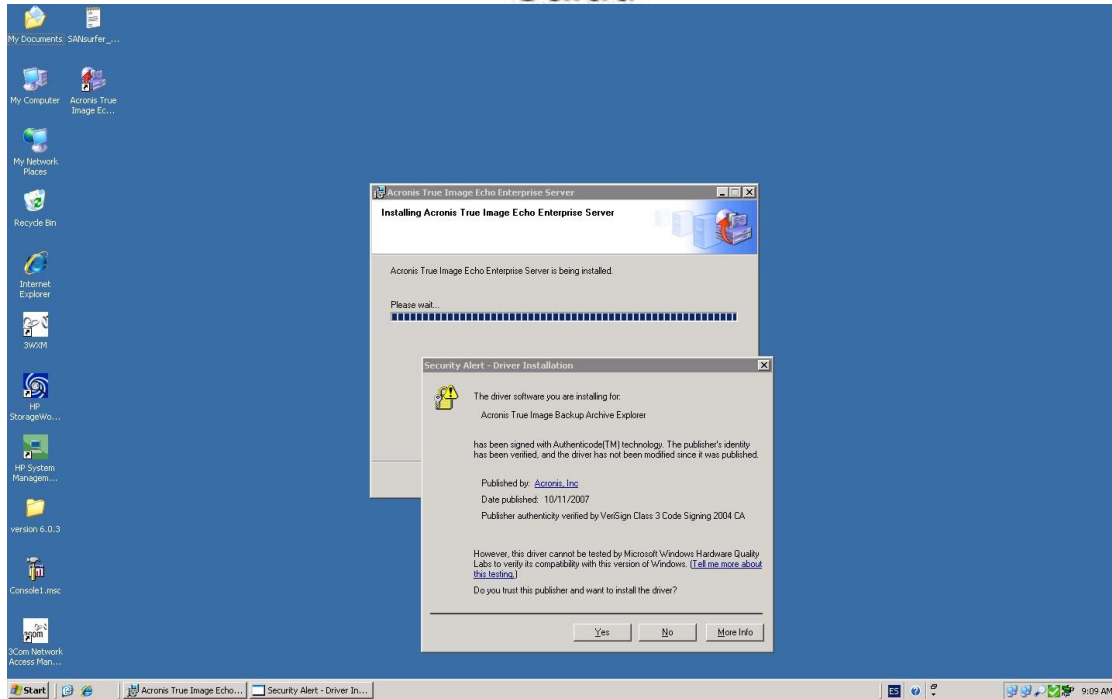 My Documents
SANsurfer_...
My Computer
Acronis True
Image Ec...
My Network
Places
Recycle Bin
Internet
Explorer
3WXM
HP
StorageWo...
HP System
Managem...
version 6.0.3
Console1.msc
3Com
3Com Network
Access Man...
Acronis True Image Echo Enterprise Server
Installing Acronis True Image Echo Enterprise Server
Acronis True Image Echo Enterprise Server is being installed.
Please wait...
Security Alert - Driver Installation
The driver software you are installing for:
Acronis True Image Backup Archive Explorer
has been signed with Authenticode(TM) technology. The publisher's identity
has been verified, and the driver has not been modified since it was published.
Published by: Acronis, Inc
Date published: 10/11/2007
Publisher authenticity verified by VeriSign Class 3 Code Signing 2004 CA
However, this driver cannot be tested by Microsoft Windows Hardware Quality
Labs to verify its compatibility with this version of Windows. (Tell me more about
this testing.)
Do you trust this publisher and want to install the driver?
Yes
No
More Info
Start
Acronis True Image Echo...
Security Alert - Driver In...
ES
9:09 AM